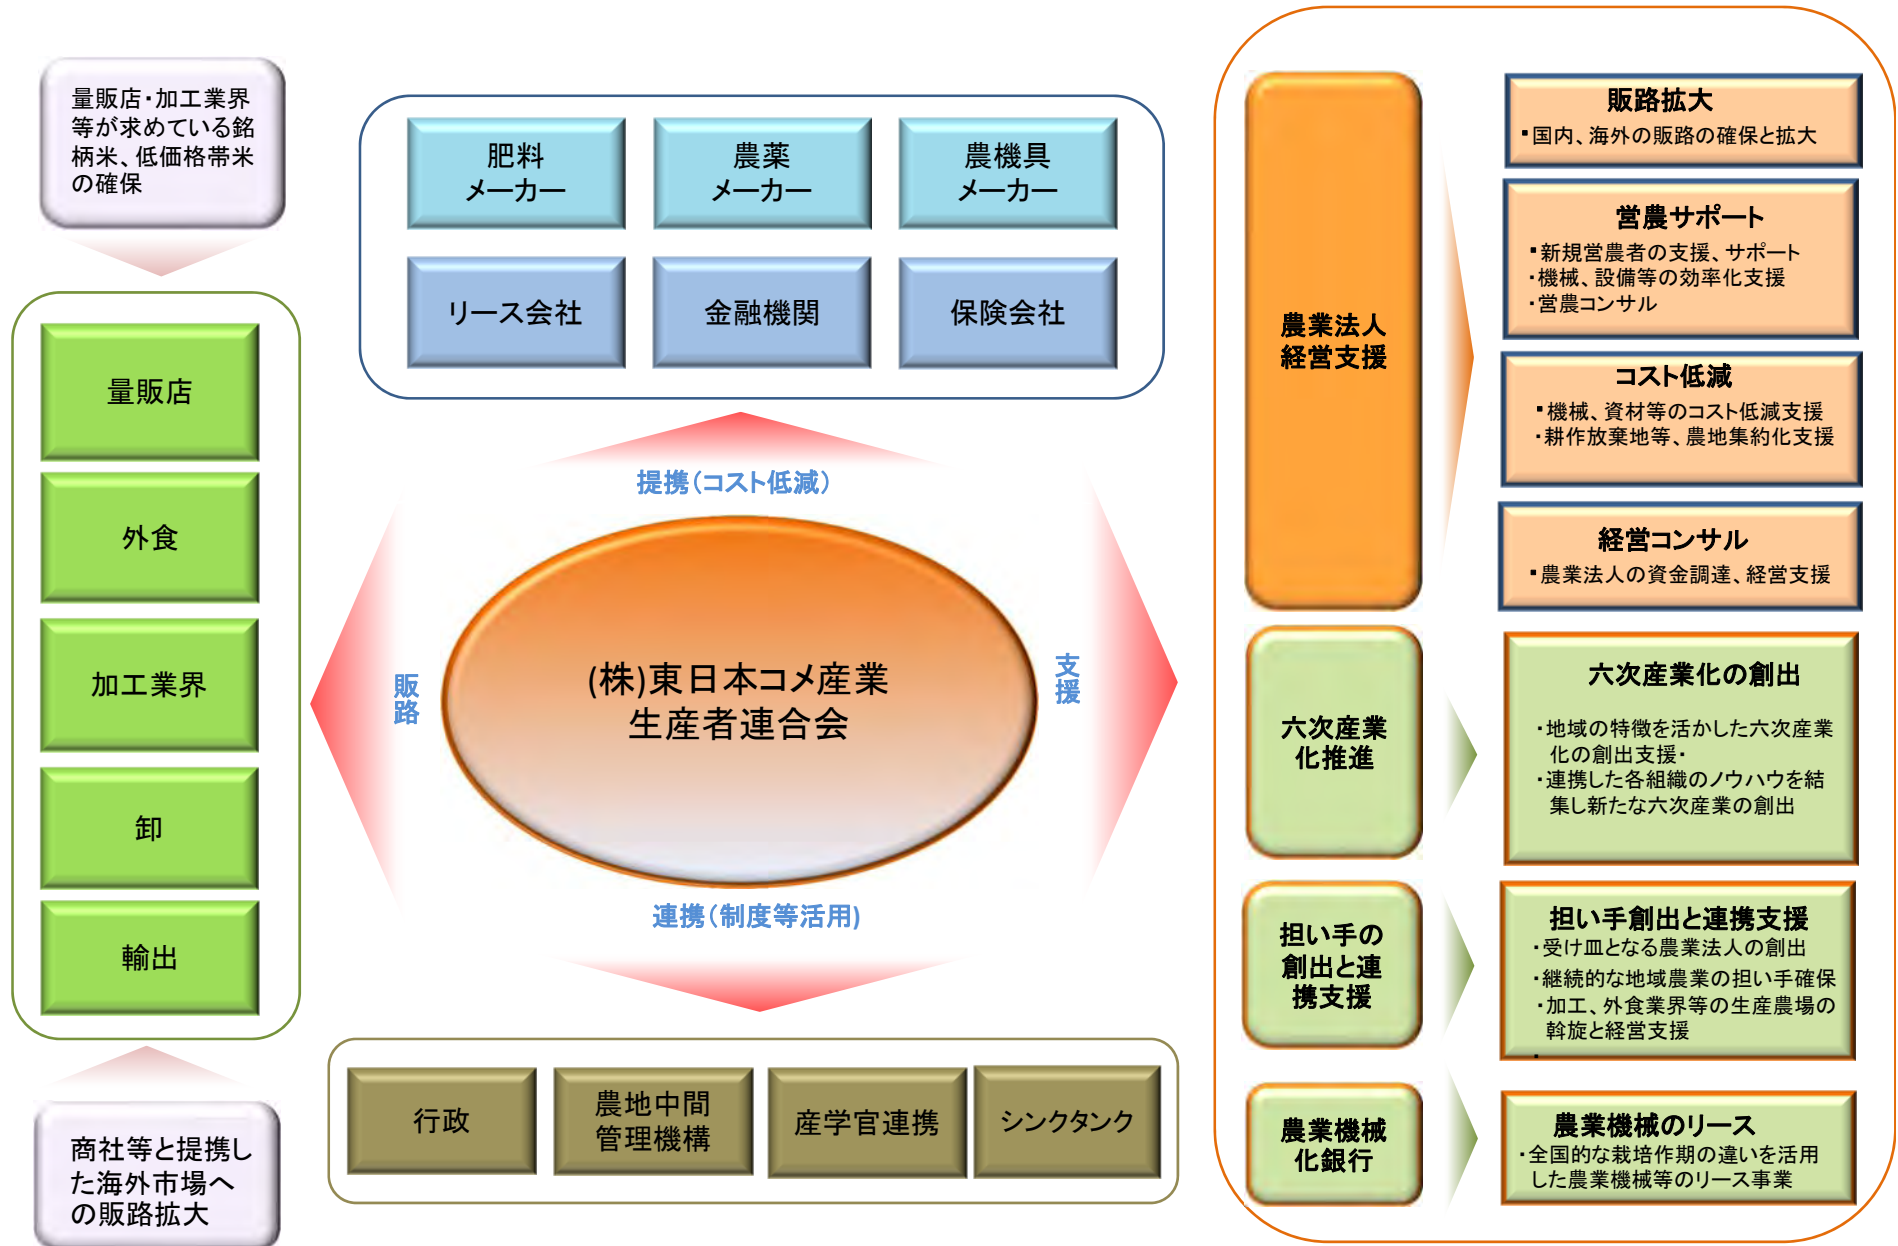 量販店・加工業界
等が求めている銘
柄米、低価格帯米
の確保
量販店
外食
加工業界
卸
輸出
商社等と提携し
た海外市場へ
の販路拡大
肥料
メーカー
農薬
メーカー
農機具
メーカー
リース会社
金融機関
保険会社
提携（コスト低減）
販
路
(株)東日本コメ産業
生産者連合会
支
援
連携（制度等活用)
行政
農地中間
管理機構
産学官連携
シンクタンク
農業法人
経営支援
販路拡大
▪国内、海外の販路の確保と拡大
営農サポート
▪新規営農者の支援、サポート
・機械、設備等の効率化支援
・営農コンサル
コスト低減
▪機械、資材等のコスト低減支援
・耕作放棄地等、農地集約化支援
経営コンサル
▪農業法人の資金調達、経営支援
六次産業
化推進
六次産業化の創出
・地域の特徴を活かした六次産業
化の創出支援・
・連携した各組織のノウハウを結
集し新たな六次産業の創出
担い手の
創出と連
携支援
担い手創出と連携支援
・受け皿となる農業法人の創出
・継続的な地域農業の担い手確保
・加工、外食業界等の生産農場の
斡旋と経営支援
・
農業機械
化銀行
農業機械のリース
・全国的な栽培作期の違いを活用
した農業機械等のリース事業